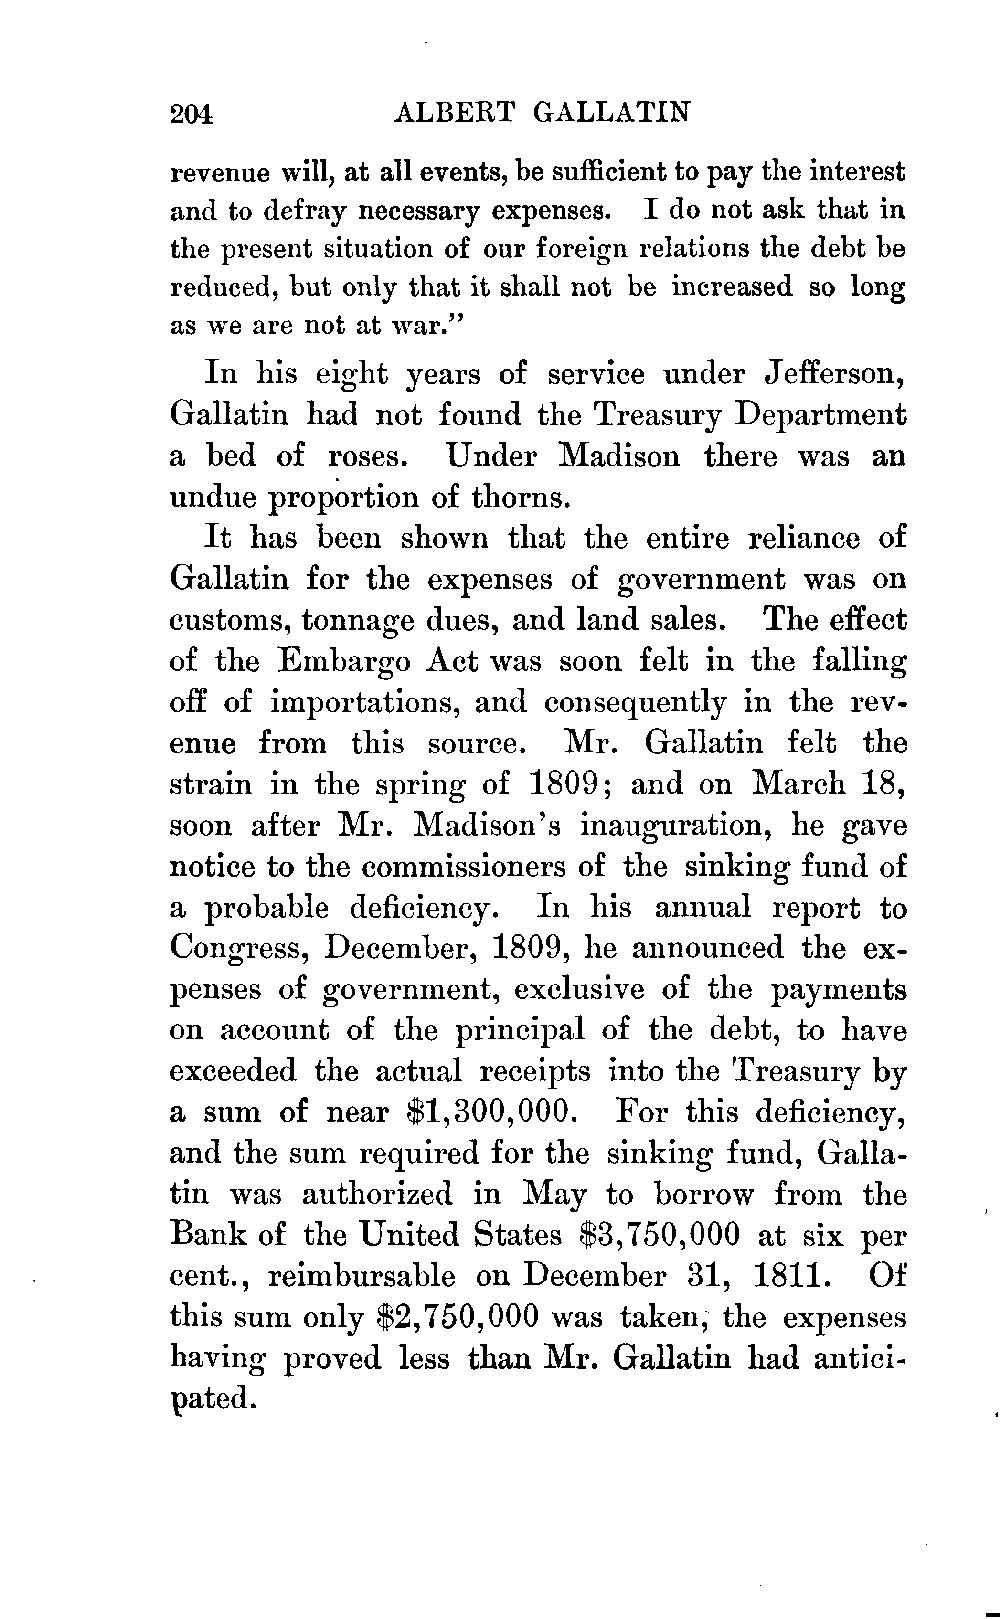 204 ALBERT GALLATIN
revenue will, at all events, be sufficient to pay the interest
and to defray necessary expenses. I do not ask that in
the present situation of our foreign relations the debt be
reduced, but only that it shall not be increased so long
as we are not at war.”
In his eight years of service under Jefferson,
Gallatin had not found the Treasury Department
a bed of roses. Under Madison there was an
undue proportion of thorns.
It has been shown that the entire reliance of
Gallatin for the expenses of government was on
customs, tonnage dues, and land sales. The effect
of the Embargo Act was soon felt in the falling
off of importations, and consequently in the rev-
enue from this source. Mr. Gallatin felt the
strain in the spring of 1809; and on March 18,
soon after Mr. Madison's inauguration, he gave
notice to the commissioners of the sinking fund of
a probable deficiency. In his annual report to
Congress, December, 1809, he announced the ex-
penses of government, exclusive of the payments
on account of the principal of the debt, to have
exceeded the actual receipts into the Treasury by
a sum of near $1,300,000. For this deficiency,
and the sum required for the sinking fund, Galla-
tin was authorized in May to borrow from the
Bank of the United States $3,750,000 at six per
cent., reimbursable on December 31, 1811. Of
this sum only $2,750,000 was taken, the expenses
having proved less than Mr. Gallatin had antici-
pated.